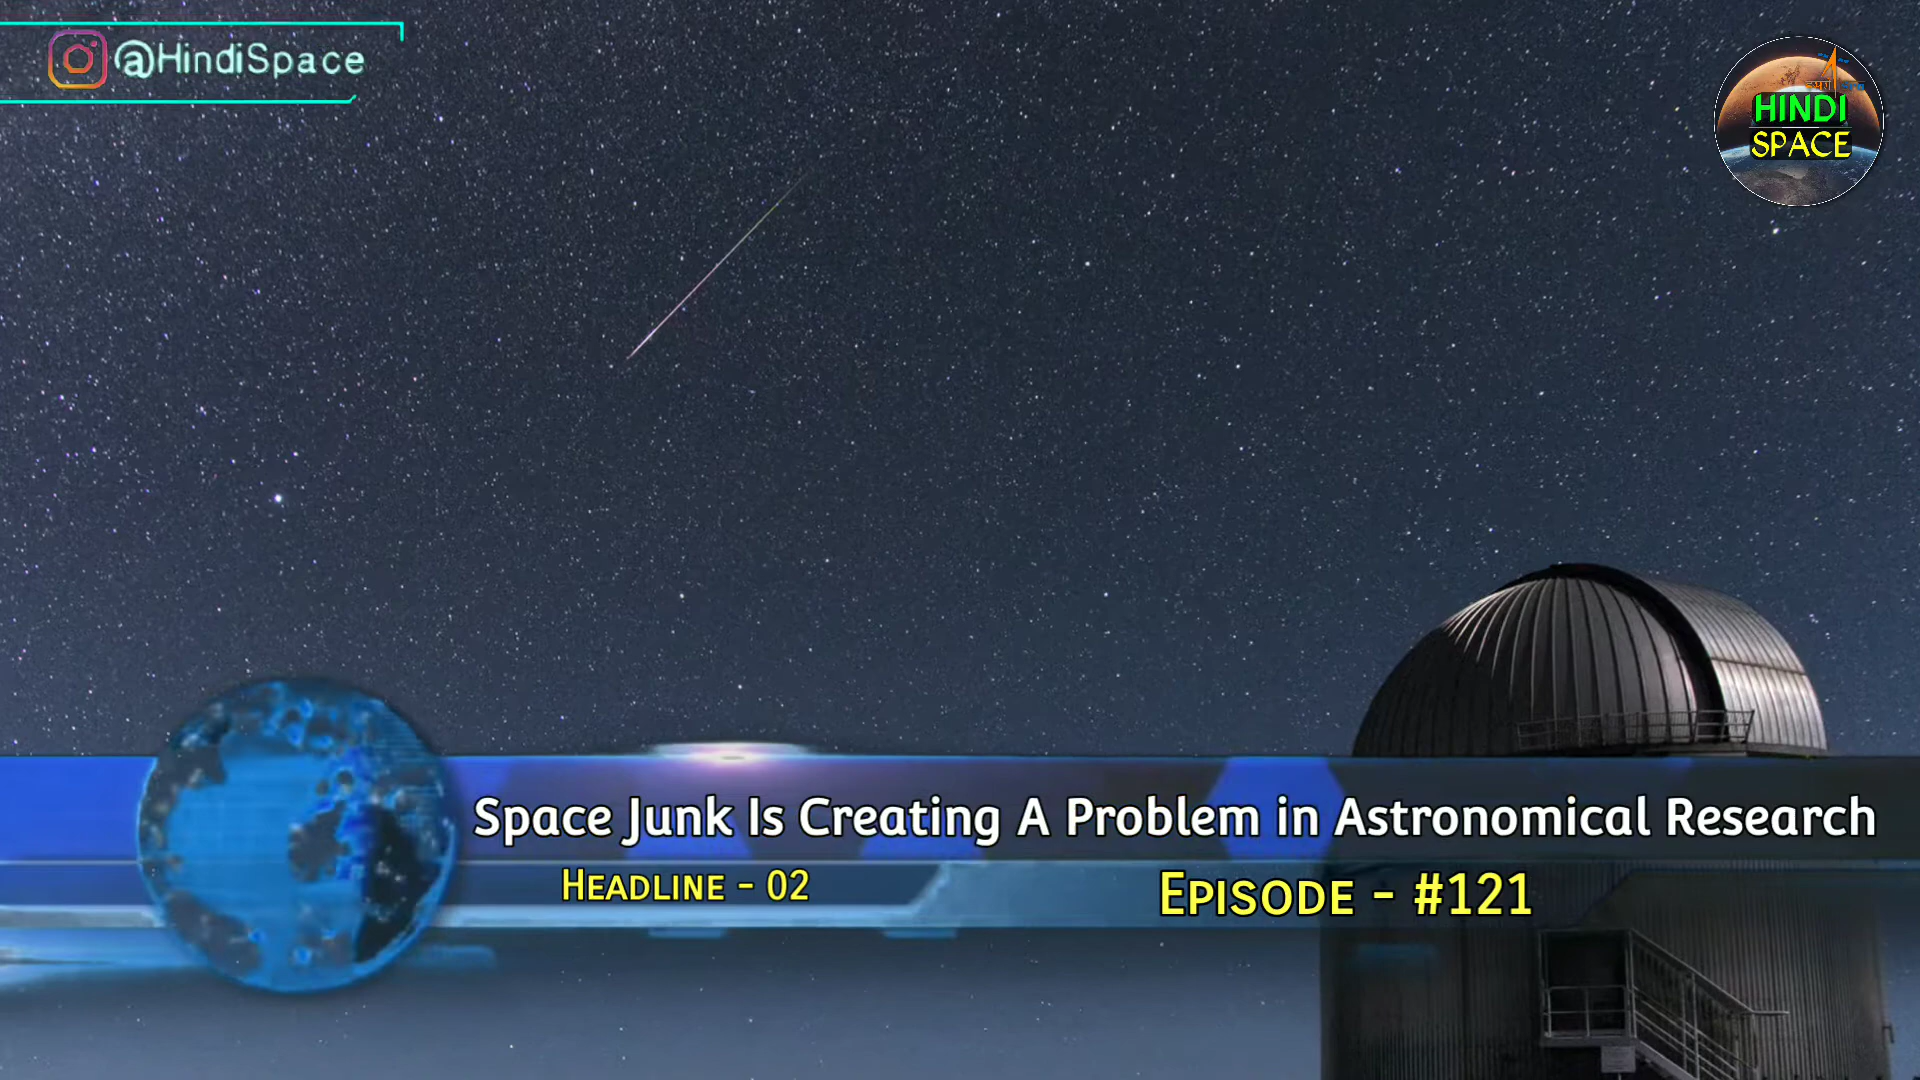 @HindiSpace
HINDI
SPACE
Space Junk Is Creating A Problem in Astronomical Research
Headline - 02
Episode - #121